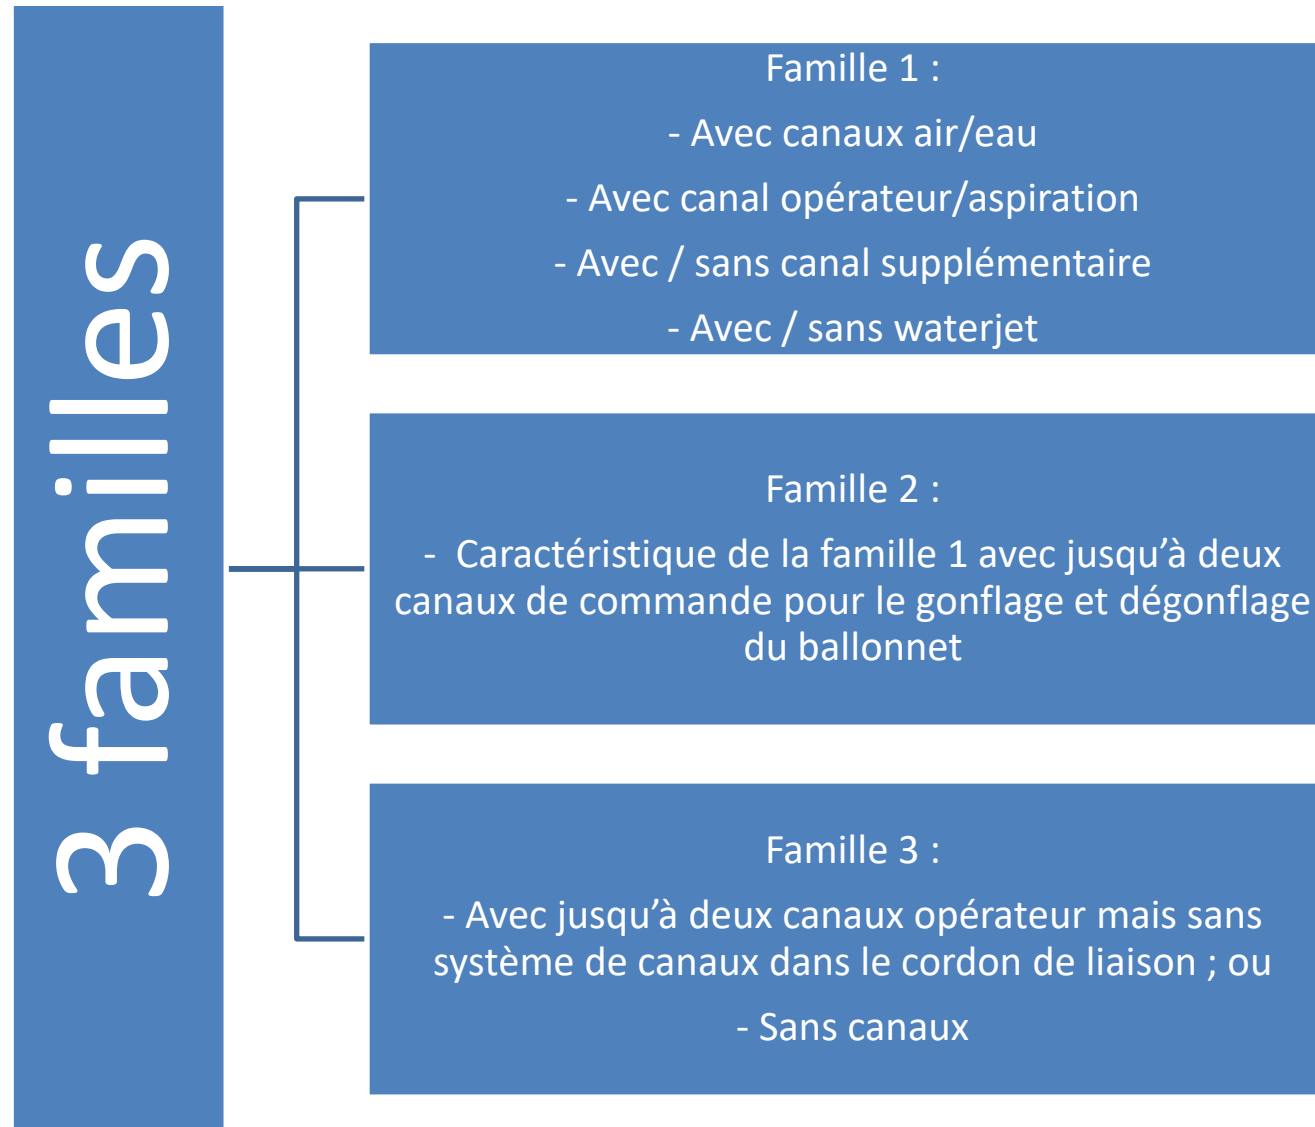 3 familles
Famille 1 :
- Avec canaux air/eau
- Avec canal opérateur/aspiration
- Avec / sans canal supplémentaire
- Avec / sans waterjet
Famille 2 :
- Caractéristique de la famille 1 avec jusqu’à deux
canaux de commande pour le gonflage et dégonflage
du ballonnet
Famille 3 :
- Avec jusqu’à deux canaux opérateur mais sans
système de canaux dans le cordon de liaison ; ou
- Sans canaux